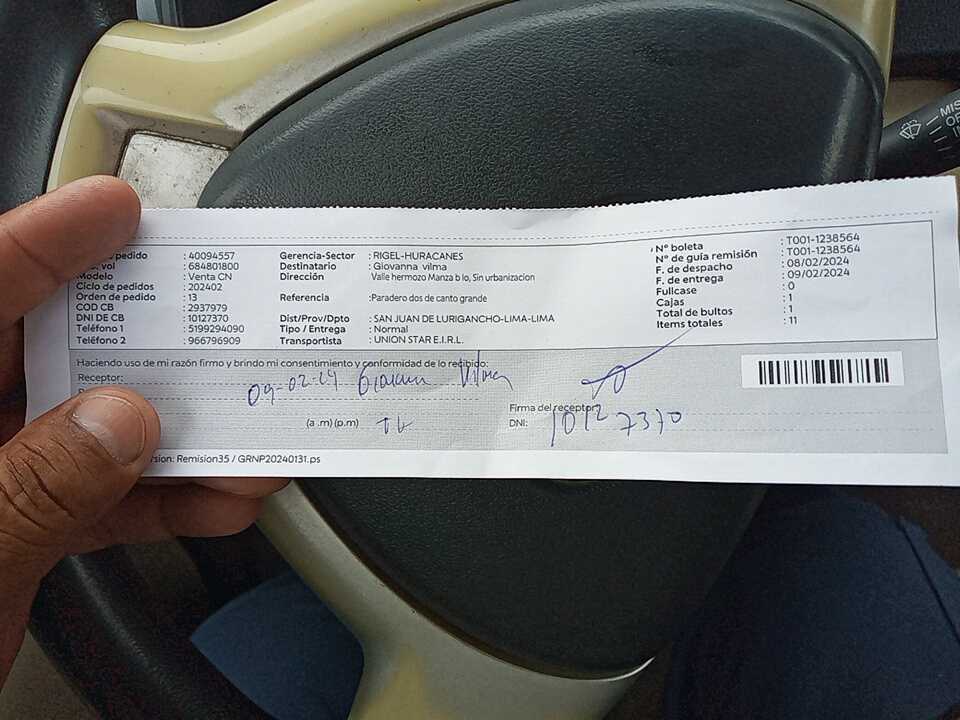 pedido : 40094557
vol : 684801800
Modelo : Venta CN
Ciclo de pedidos : 202402
Orden de pedido : 13
COD CB : 2937979
DNI DE CB : 10127370
Teléfono 1 : 5199294090
Teléfono 2 : 966796909
Gerencia-Sector : RIGEL-HURACANES
Destinatario : Giovanna vilma
Dirección : Valle hermozo Manza b lo, Sin urbanizacion
Referencia : Paradero dos de canto grande
Dist/Prov/Dpto : SAN JUAN DE LURIGANCHO-LIMA-LIMA
Tipo / Entrega : Normal
Transportista : UNION STAR E.I.R.L.
Nº boleta : T001-1238564
Nº de guía remisión : T001-1238564
F. de despacho : 08/02/2024
F. de entrega : 09/02/2024
Fullcase : 0
Cajas : 1
Total de bultos : 1
Items totales : 11
Haciendo uso de mi razón firmo y brindo mi consentimiento y conformidad de lo recibido:
Receptor:
09-02-24 Vilma
(a .m) (p.m)
Firma del receptor:
DNI: 10127370
rsion: Remision35 / GRNP20240131.ps
MIS